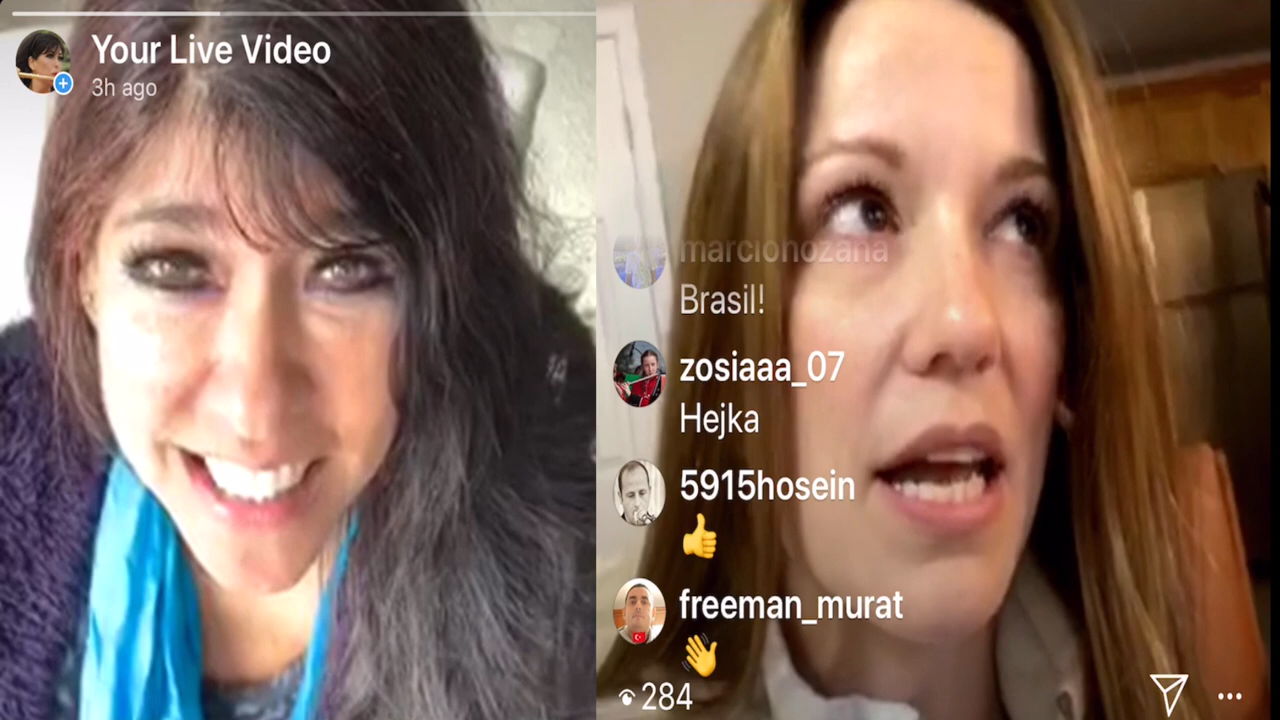 Your Live Video
3h ago
marcionozana
Brasil!
zosiaaa_07
Hejka
5915hosein
👍
freeman_murat
👋
284